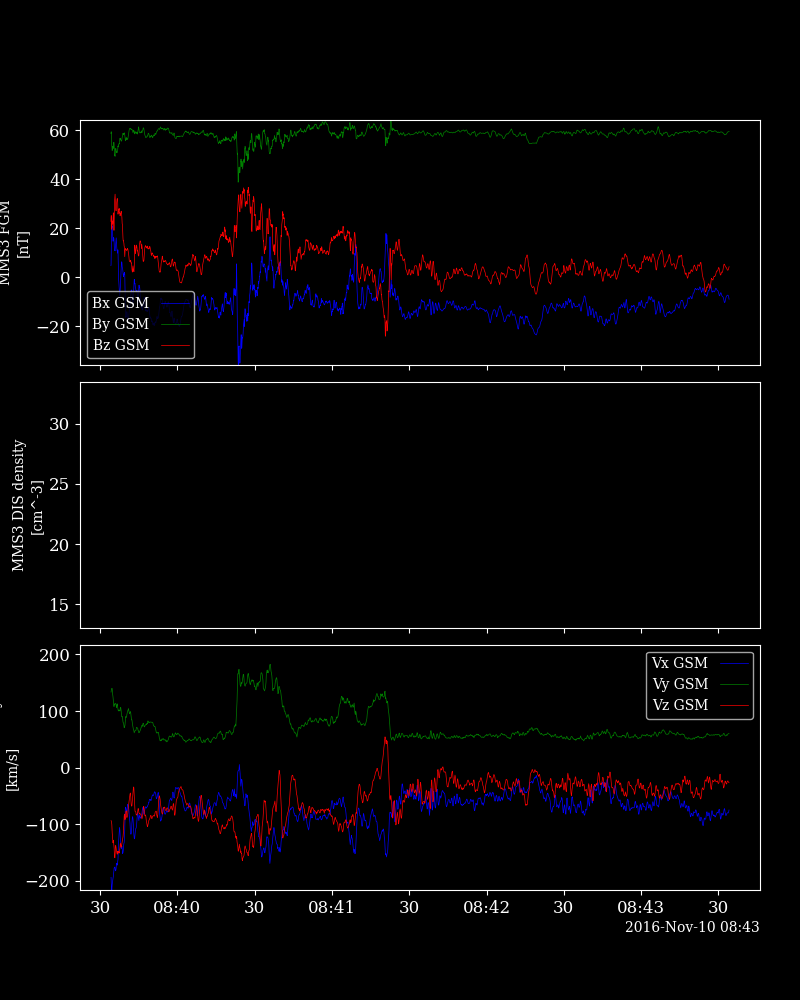 60
40
20
0
−20
MMS3 FGM
[nT]
Bx GSM
By GSM
Bz GSM
30
25
20
15
MMS3 DIS density
[cm^-3]
200
100
0
−100
−200
[km/s]
Vx GSM
Vy GSM
Vz GSM
30 08:40 30 08:41 30 08:42 30 08:43 30
2016-Nov-10 08:43